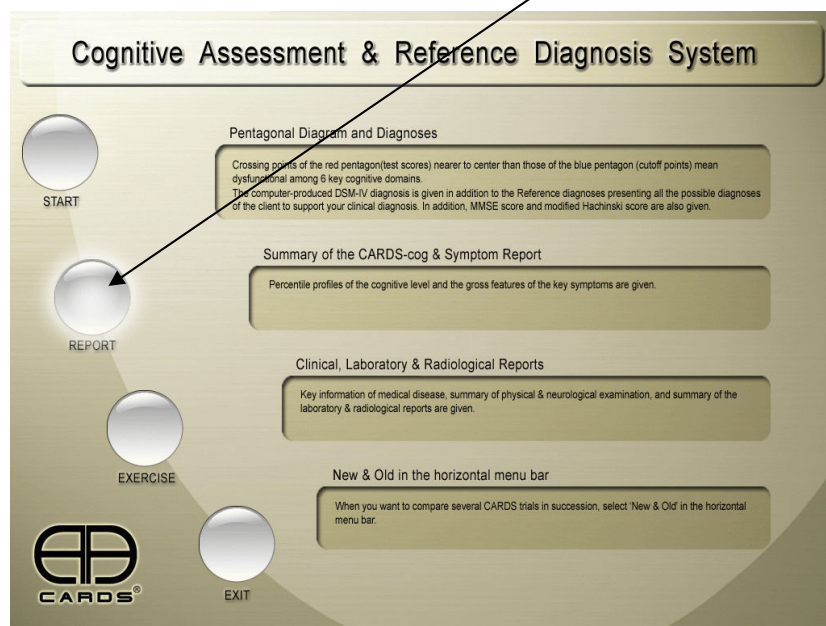 Cognitive Assessment & Reference Diagnosis System
START
Pentagonal Diagram and Diagnoses
Crossing points of the red pentagon(test scores) nearer to center than those of the blue pentagon (cutoff points) mean
dysfunctional among 6 key cognitive domains.
The computer-produced DSM-IV diagnosis is given in addition to the Reference diagnoses presenting all the possible diagnoses
of the client to support your clinical diagnosis. In addition, MMSE score and modified Hachinski score are also given.
REPORT
Summary of the CARDS-cog & Symptom Report
Percentile profiles of the cognitive level and the gross features of the key symptoms are given.
EXERCISE
Clinical, Laboratory & Radiological Reports
Key information of medical disease, summary of physical & neurological examination, and summary of the
laboratory & radiological reports are given.
EXIT
New & Old in the horizontal menu bar
When you want to compare several CARDS trials in succession, select 'New & Old' in the horizontal
menu bar.
CARDS®